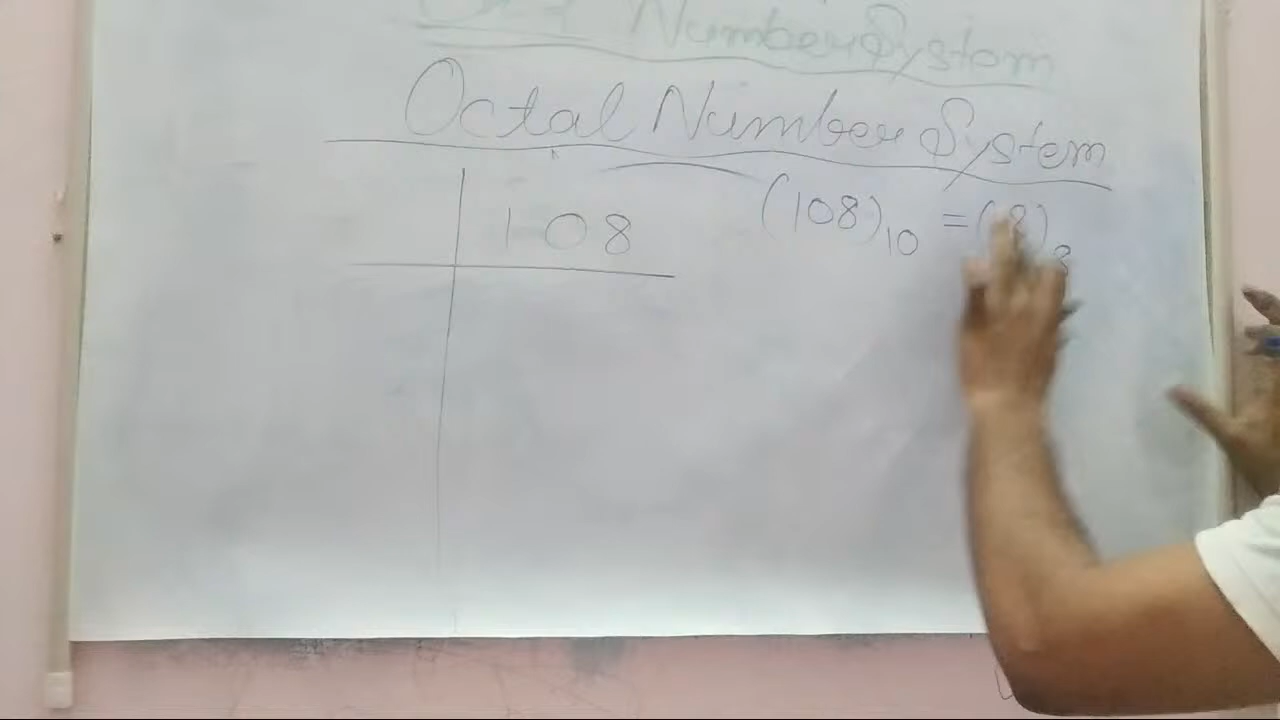 Number System
Octal Number System
108 (108)10 = (